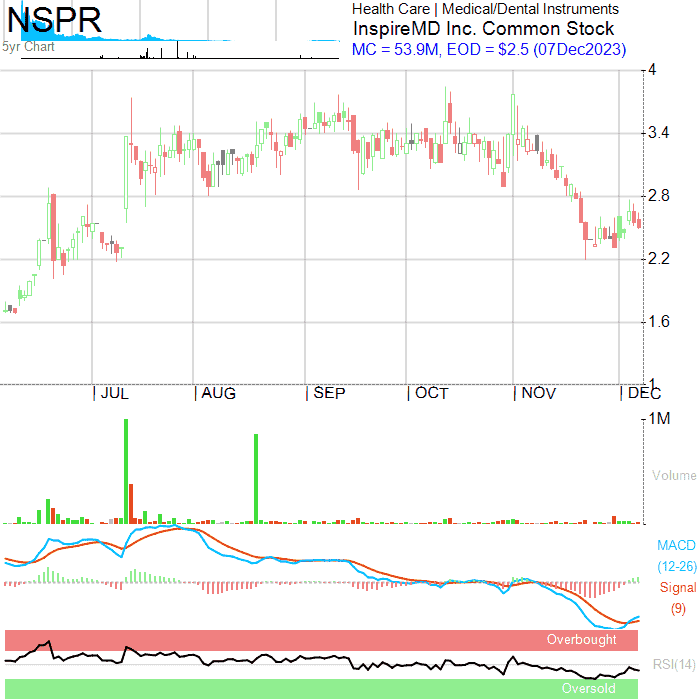 NSPR
5yr Chart
Health Care | Medical/Dental Instruments
InspireMD Inc. Common Stock
MC = 53.9M, EOD = $2.5 (07Dec2023)
4
3.4
2.8
2.2
1.6
1
JUL AUG SEP OCT NOV DEC
1M
Volume
MACD
(12-26)
Signal
(9)
Overbought
RSI(14)
Oversold